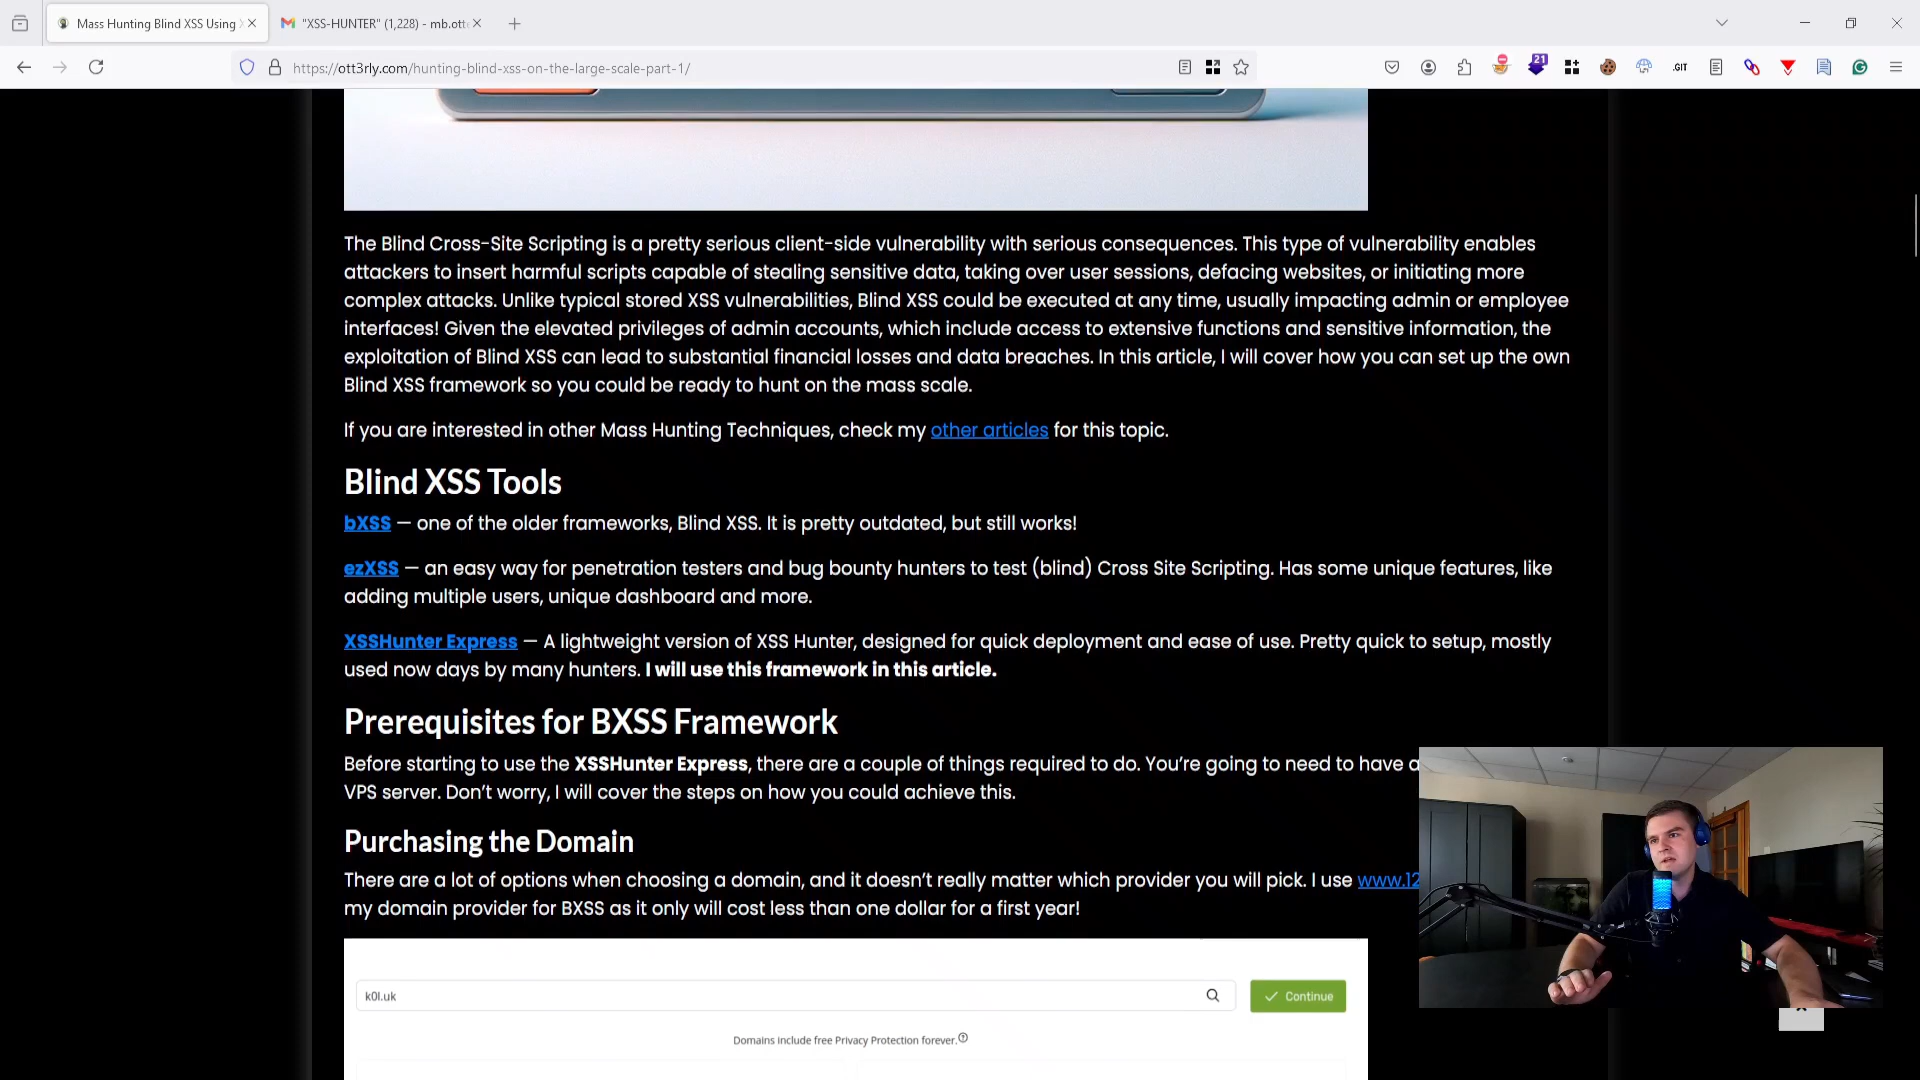 Mass Hunting Blind XSS Using
"XSS-HUNTER" (1,228) - mb.ott
https://ott3rly.com/hunting-blind-xss-on-the-large-scale-part-1/
21
.GIT
The Blind Cross-Site Scripting is a pretty serious client-side vulnerability with serious consequences. This type of vulnerability enables
attackers to insert harmful scripts capable of stealing sensitive data, taking over user sessions, defacing websites, or initiating more
complex attacks. Unlike typical stored XSS vulnerabilities, Blind XSS could be executed at any time, usually impacting admin or employee
interfaces! Given the elevated privileges of admin accounts, which include access to extensive functions and sensitive information, the
exploitation of Blind XSS can lead to substantial financial losses and data breaches. In this article, I will cover how you can set up the own
Blind XSS framework so you could be ready to hunt on the mass scale.
If you are interested in other Mass Hunting Techniques, check my other articles for this topic.
Blind XSS Tools
bXSS — one of the older frameworks, Blind XSS. It is pretty outdated, but still works!
ezXSS — an easy way for penetration testers and bug bounty hunters to test (blind) Cross Site Scripting. Has some unique features, like
adding multiple users, unique dashboard and more.
XSSHunter Express — A lightweight version of XSS Hunter, designed for quick deployment and ease of use. Pretty quick to setup, mostly
used now days by many hunters. I will use this framework in this article.
Prerequisites for BXSS Framework
Before starting to use the XSSHunter Express, there are a couple of things required to do. You're going to need to have a
VPS server. Don't worry, I will cover the steps on how you could achieve this.
Purchasing the Domain
There are a lot of options when choosing a domain, and it doesn't really matter which provider you will pick. I use www.12
my domain provider for BXSS as it only will cost less than one dollar for a first year!
k0l.uk
Continue
Domains include free Privacy Protection forever.